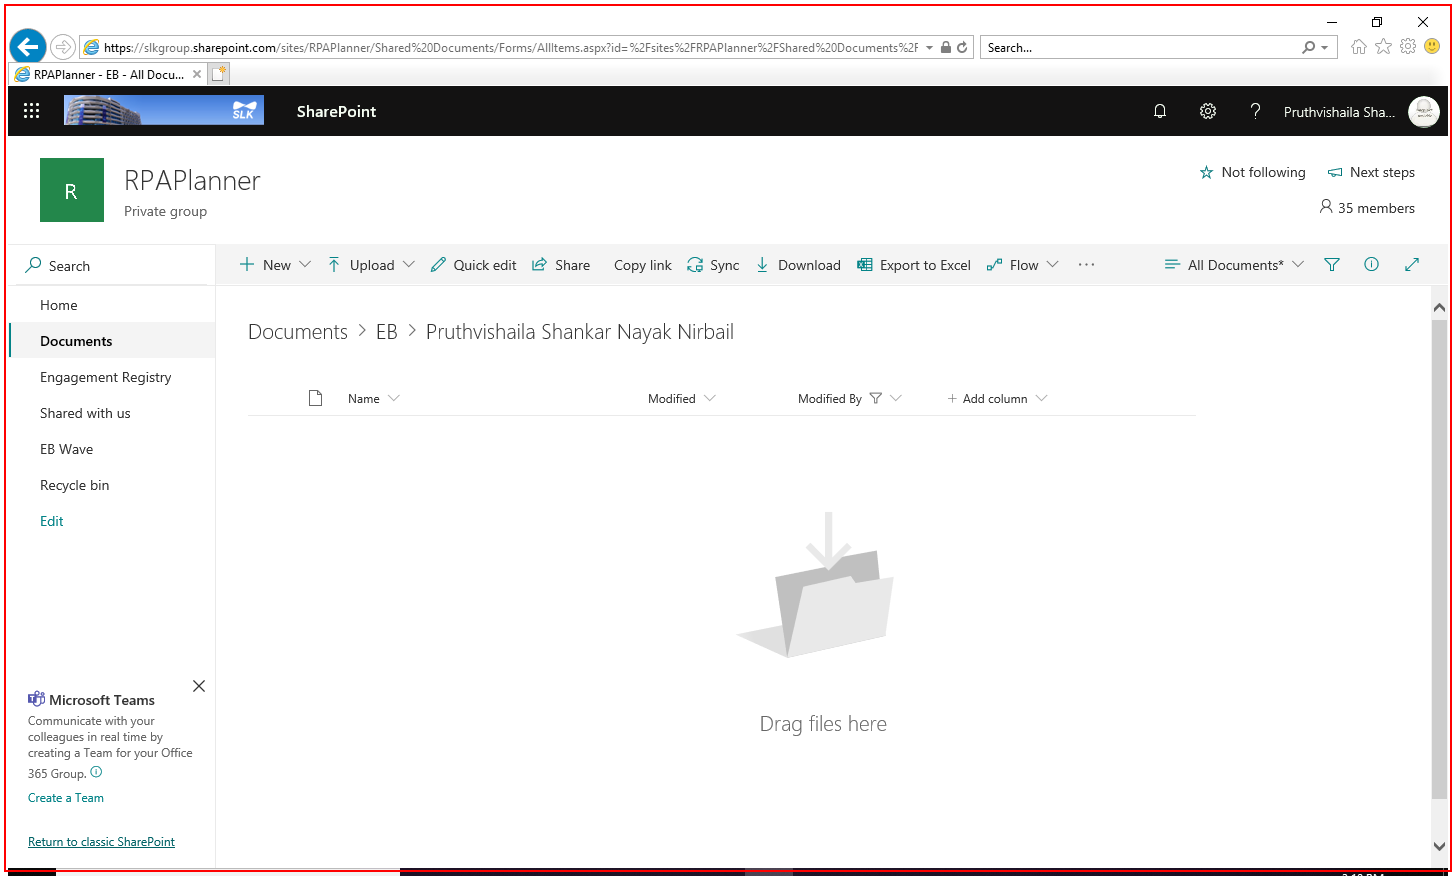 https://slkgroup.sharepoint.com/sites/RPAPlanner/Shared%20Documents/Forms/AllItems.aspx?id=%2Fsites%2FRPAPlanner%2FShared%20Documents%2F
Search...
RPAPlanner - EB - All Docu...
SLK
SharePoint
?
Pruthvishaila Sha...
R
RPAPlanner
Private group
Not following
Next steps
35 members
Search
New
Upload
Quick edit
Share
Copy link
Sync
Download
Export to Excel
Flow
...
All Documents*
Home
Documents
Engagement Registry
Shared with us
EB Wave
Recycle bin
Edit
Documents > EB > Pruthvishaila Shankar Nayak Nirbail
Name
Modified
Modified By
+ Add column
Drag files here
Microsoft Teams
Communicate with your
colleagues in real time by
creating a Team for your Office
365 Group.
Create a Team
Return to classic SharePoint